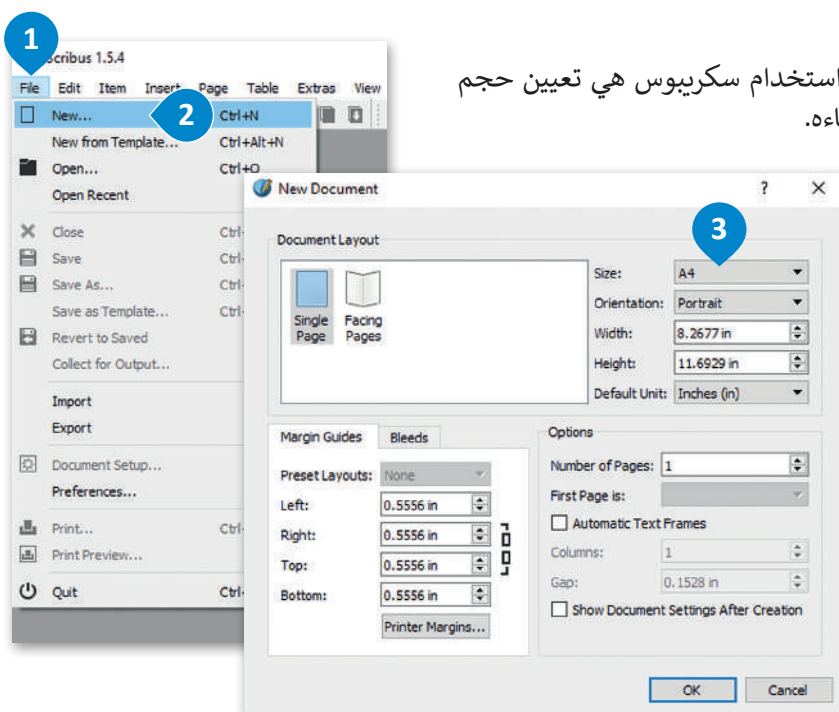 استخدام سكريبوس هي تعيين حجم
1
Scribus 1.5.4
File Edit Item Insert Page Table Extras View
New... 2 Ctrl+N
New from Template... Ctrl+Alt+N
Open... Ctrl+O
Open Recent
Close Ctrl
Save Ctrl
Save As... Ctrl
Save as Template... Ctrl
Revert to Saved
Collect for Output...
Import
Export
Document Setup...
Preferences...
Print... Ctrl
Print Preview...
Quit Ctrl
New Document ?
Document Layout
3
Single Page
Facing Pages
Size: A4
Orientation: Portrait
Width: 8.2677 in
Height: 11.6929 in
Default Unit: Inches (in)
Margin Guides Bleeds
Preset Layouts: None
Left: 0.5556 in
Right: 0.5556 in
Top: 0.5556 in
Bottom: 0.5556 in
Printer Margins...
Options
Number of Pages: 1
First Page is:
Automatic Text Frames
Columns: 1
Gap: 0.1528 in
Show Document Settings After Creation
OK Cancel